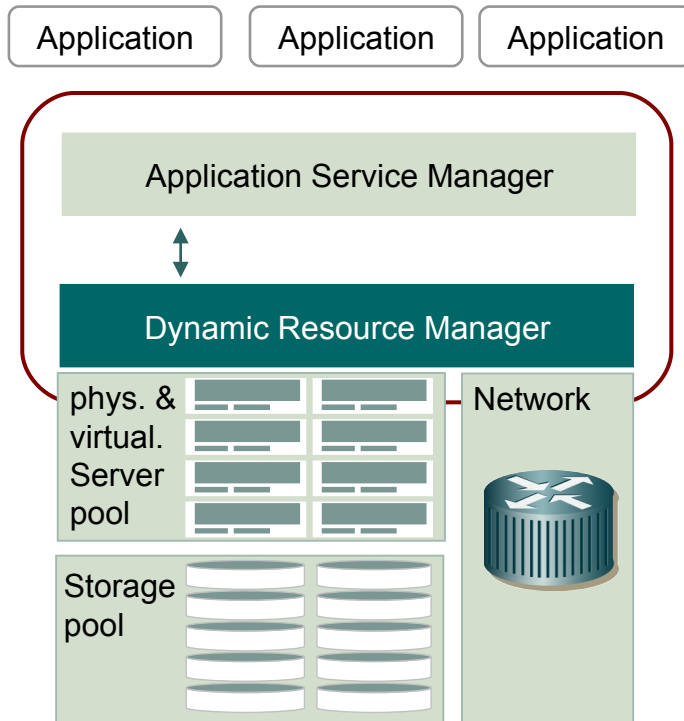 Application
Application
Application
Application Service Manager
Dynamic Resource Manager
phys. &
virtual.
Server
pool
Network
Storage
pool